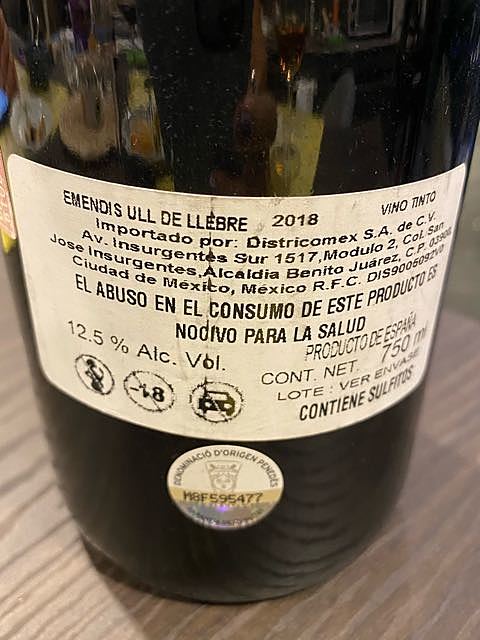 EMENDIS ULL DE LLEBRE 2018 VINO TINTO
Importado por: Districomex S.A. de C.V.
Av. Insurgentes Sur 1517, Modulo 2, Col. San
Jose Insurgentes, Alcaldia Benito Juárez, C.P. 03900,
Ciudad de México, México R.F.C. DIS9005092V0
EL ABUSO EN EL CONSUMO DE ESTE PRODUCTO ES
NOCIVO PARA LA SALUD
PRODUCTO DE ESPAÑA
12.5 % Alc. Vol.
CONT. NET. 750 ml
LOTE: VER ENVASE
CONTIENE SULFITOS
-18
DENOMINACIÓ D'ORIGEN PENEDÈS
M8F595477